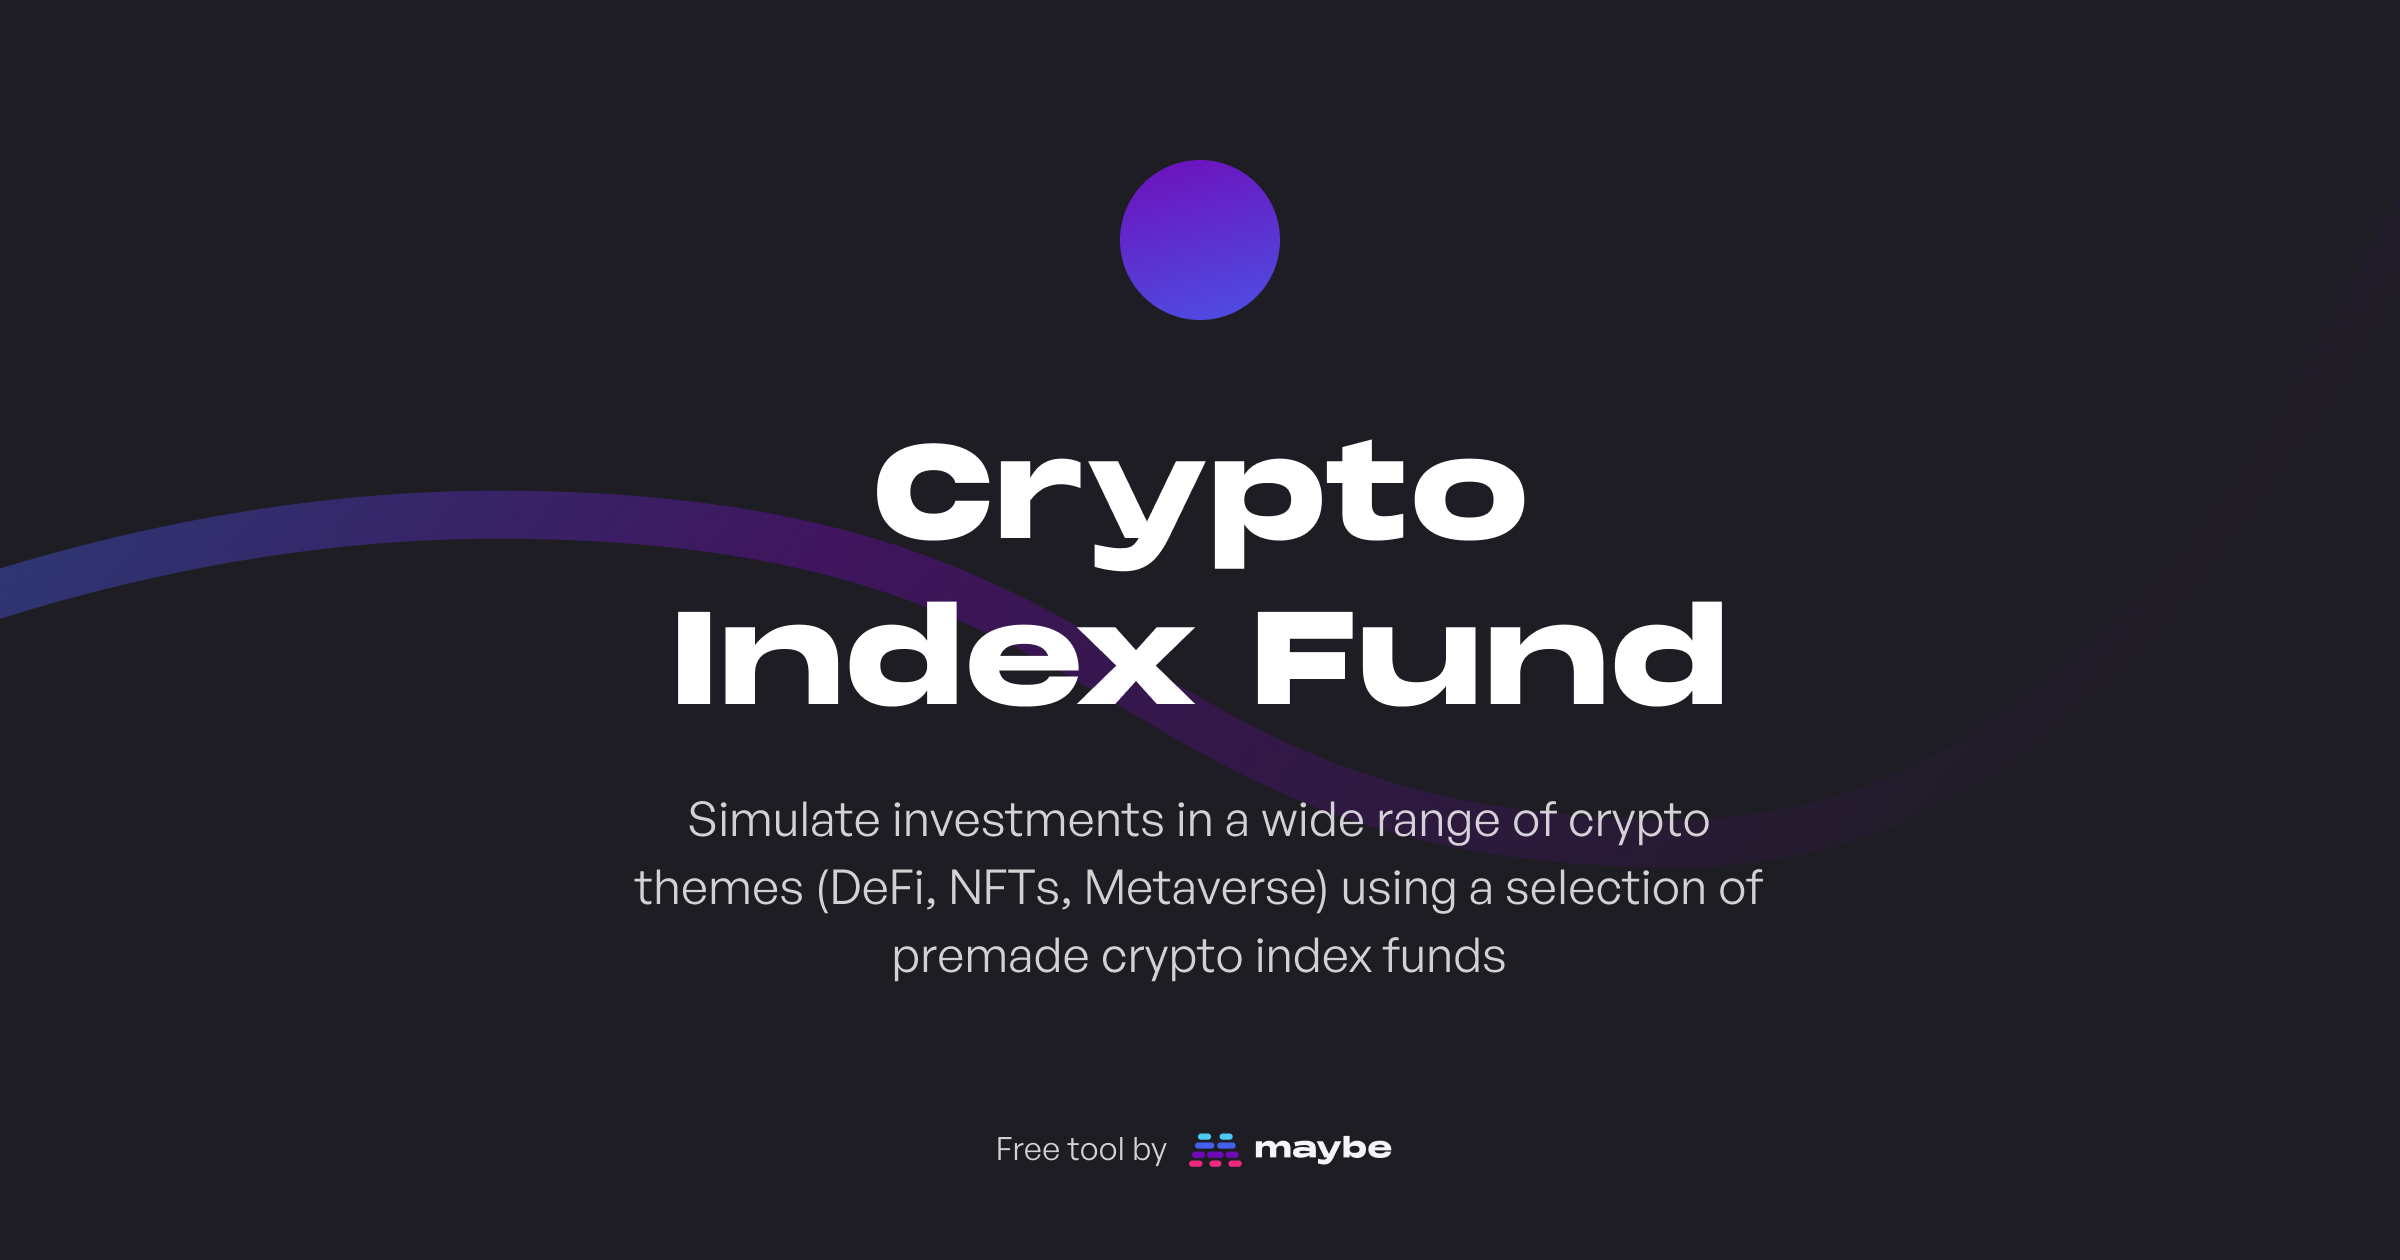 Crypto
Index Fund
Simulate investments in a wide range of crypto
themes (DeFi, NFTs, Metaverse) using a selection of
premade crypto index funds
Free tool by maybe